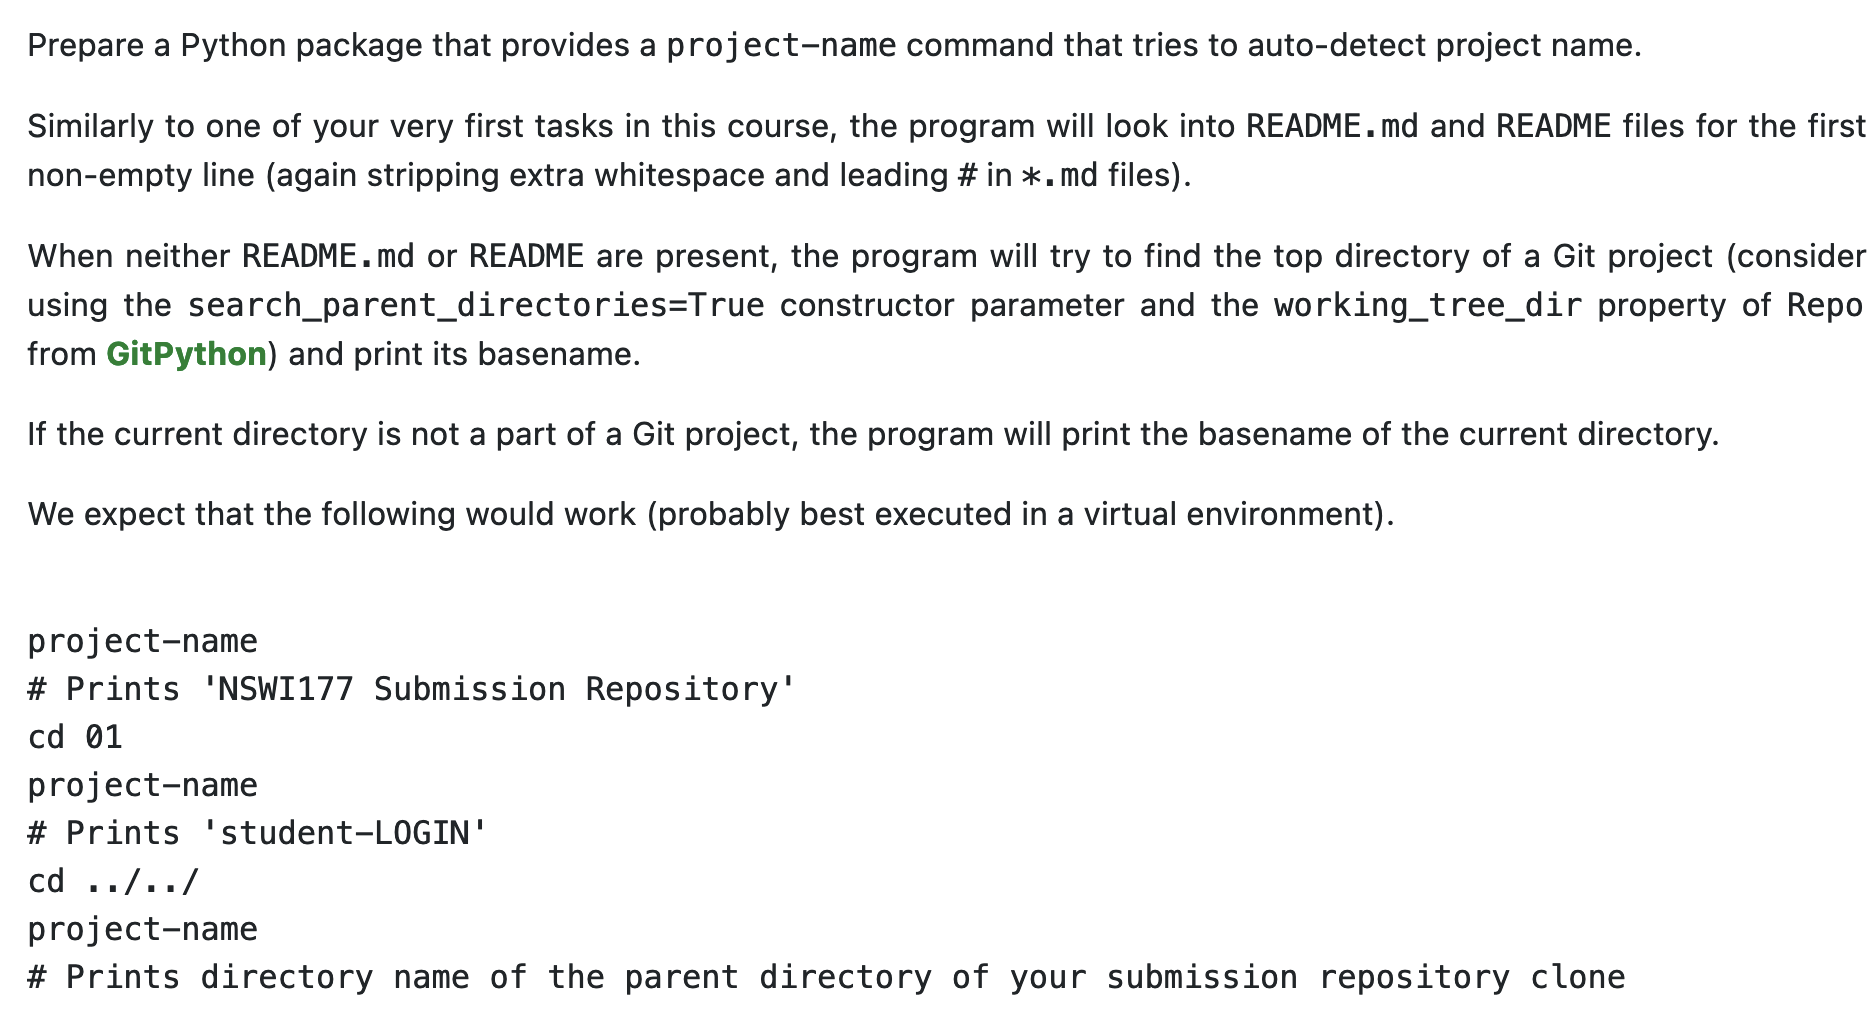 Prepare a Python package that provides a project-name command that tries to auto-detect project name.
Similarly to one of your very first tasks in this course, the program will look into README.md and README files for the first
non-empty line (again stripping extra whitespace and leading # in *.md files).
When neither README.md or README are present, the program will try to find the top directory of a Git project (consider
using the search_parent_directories=True constructor parameter and the working_tree_dir property of Repo
from GitPython) and print its basename.
If the current directory is not a part of a Git project, the program will print the basename of the current directory.
We expect that the following would work (probably best executed in a virtual environment).
project-name
# Prints 'NSWI177 Submission Repository'
cd 01
project-name
# Prints 'student-LOGIN'
cd ../../
project-name
# Prints directory name of the parent directory of your submission repository clone